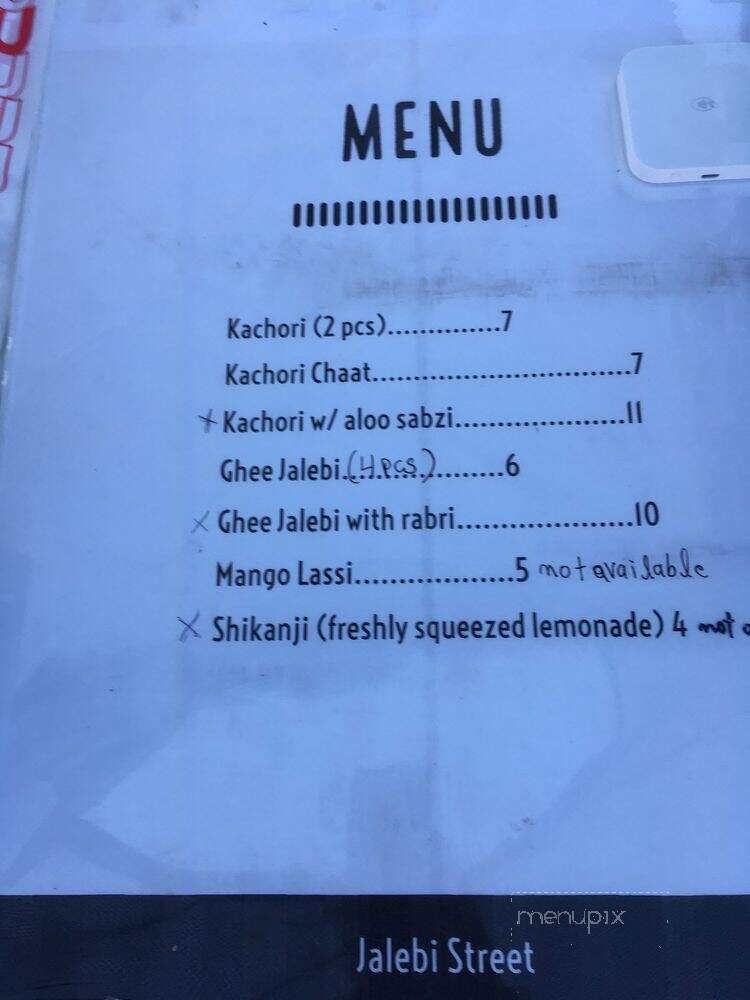 MENU
Kachori (2 pcs)..............7
Kachori Chaat................................7
x Kachori w/ aloo sabzi.....................11
Ghee Jalebi (4 pcs).........6
x Ghee Jalebi with rabri......................10
Mango Lassi...................5 not available
x Shikanji (freshly squeezed lemonade) 4 not
menupix
Jalebi Street